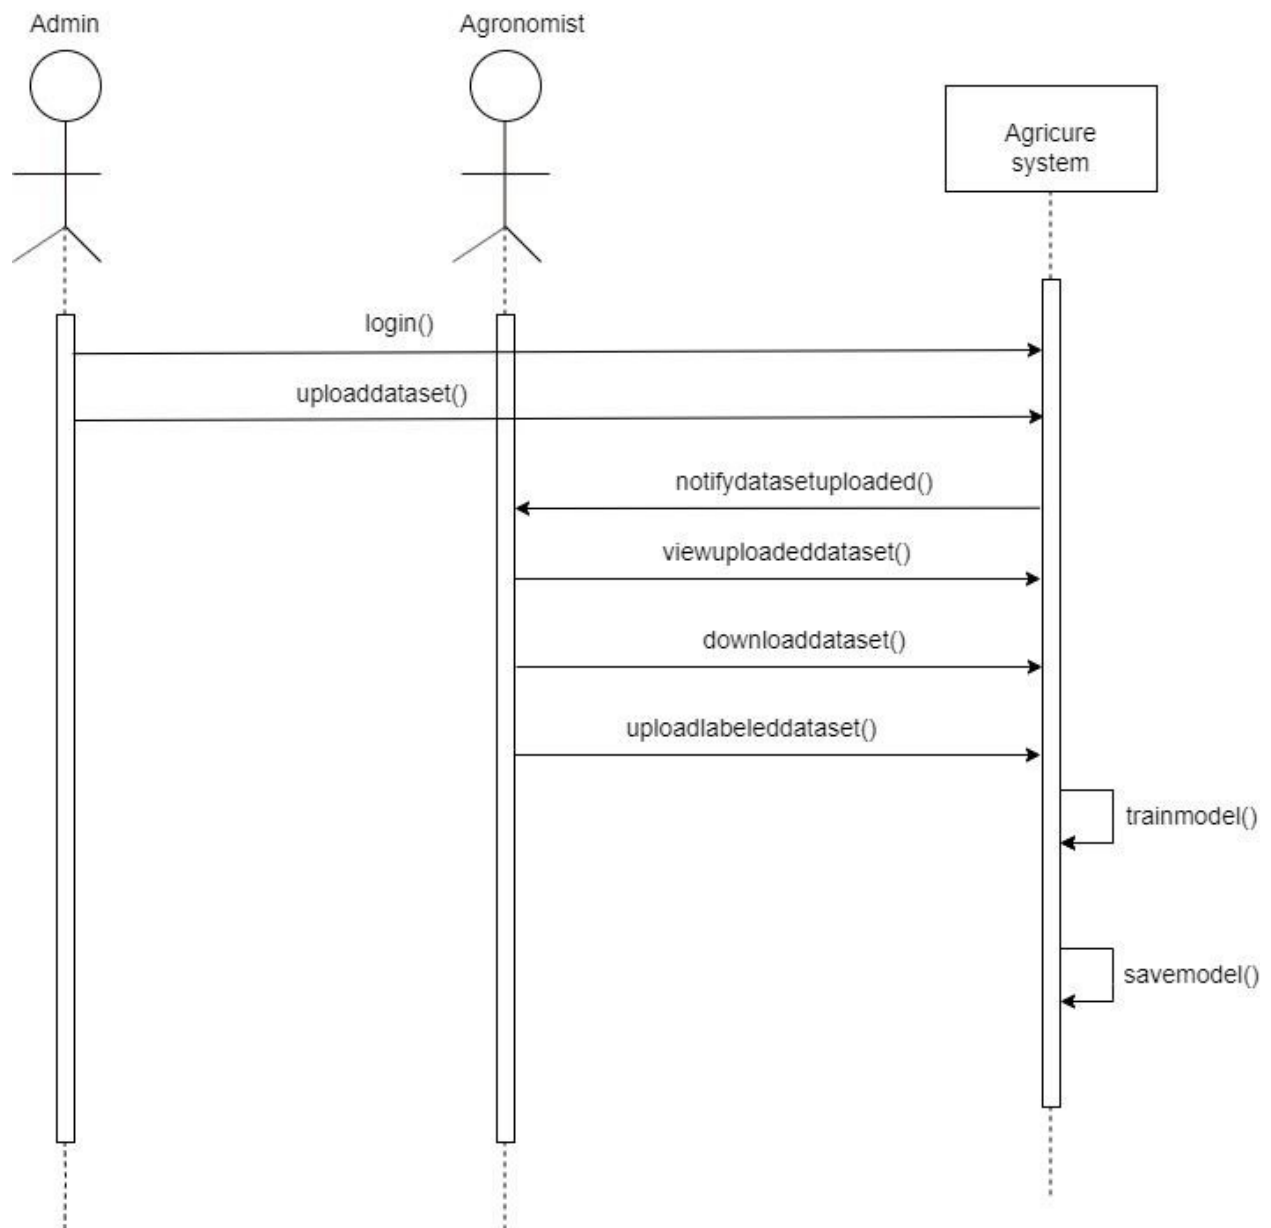 Admin
Agronomist
Agricure
system
login()
uploaddataset()
notifydatasetuploaded()
viewuploadeddataset()
downloaddataset()
uploadlabeleddataset()
trainmodel()
savemodel()